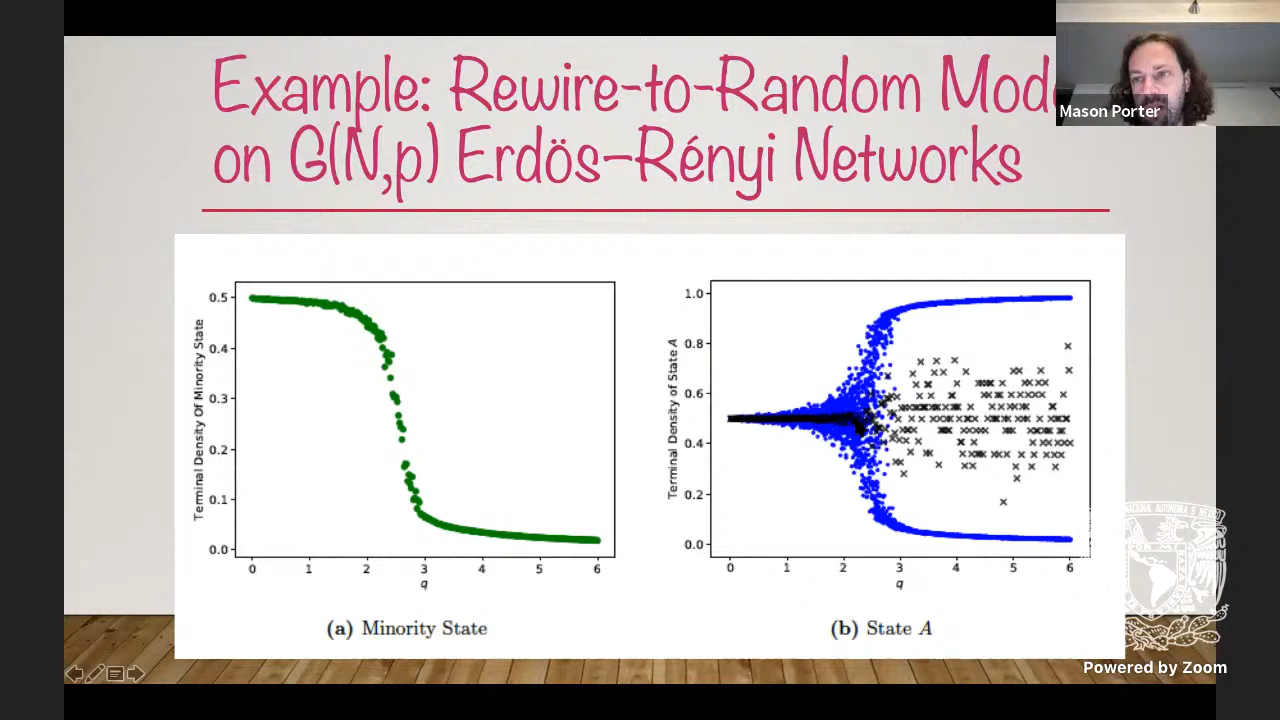 Example: Rewire-to-Random Mod
on G(N,p) Erdös–Rényi Networks
Mason Porter
Terminal Density Of Minority State
0.5
0.4
0.3
0.2
0.1
0.0
0 1 2 3 4 5 6
q
(a) Minority State
Terminal Density of State A
1.0
0.8
0.6
0.4
0.2
0.0
0 1 2 3 4 5 6
q
(b) State A
Powered by Zoom